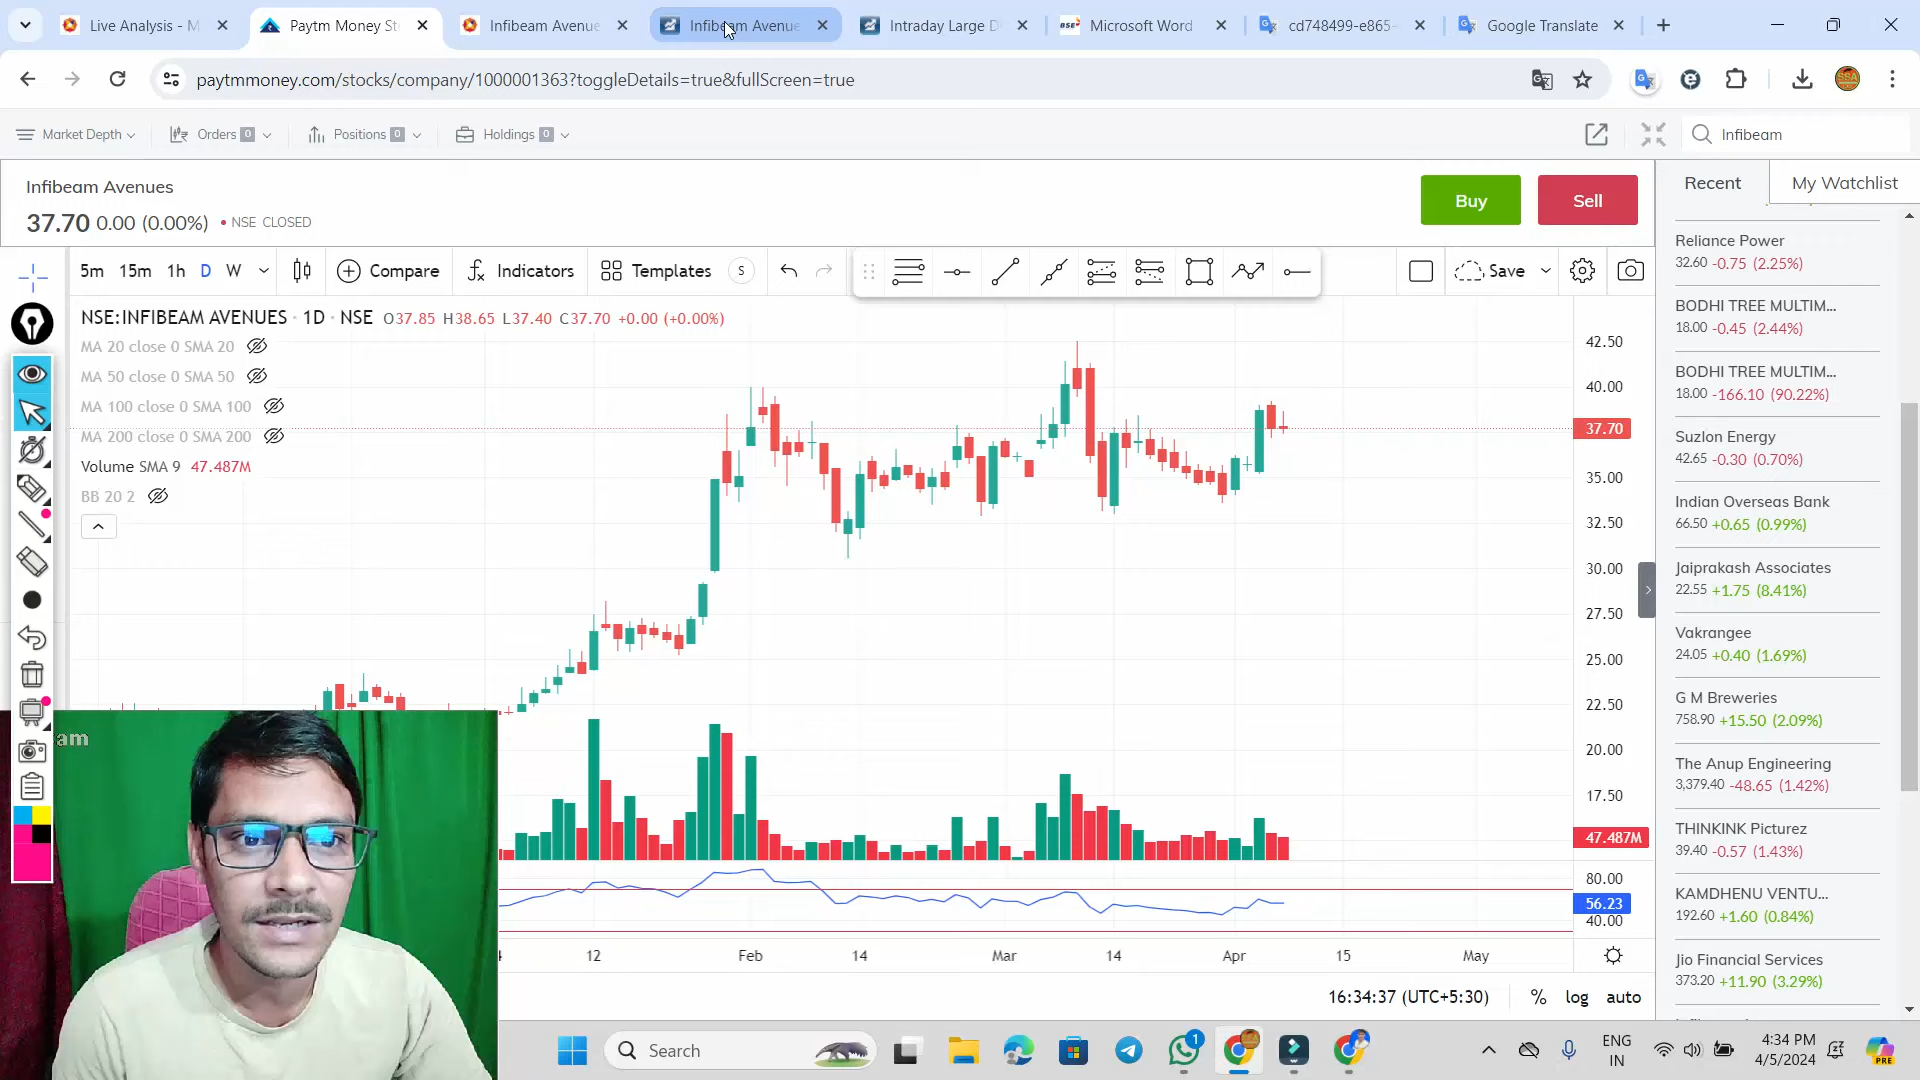 Live Analysis - M
Paytm Money St
Infibeam Avenue
Infibeam Avenue
Intraday Large D
Microsoft Word
cd748499-e865-
Google Translate
paytmmoney.com/stocks/company/1000001363?toggleDetails=true&fullScreen=true
Market Depth
Orders 0
Positions 0
Holdings 0
Infibeam
Infibeam Avenues
37.70 0.00 (0.00%) • NSE CLOSED
Buy
Sell
Recent
My Watchlist
5m 15m 1h D W
Compare
Indicators
Templates
S
Save
NSE:INFIBEAM AVENUES · 1D · NSE O37.85 H38.65 L37.40 C37.70 +0.00 (+0.00%)
MA 20 close 0 SMA 20
MA 50 close 0 SMA 50
MA 100 close 0 SMA 100
MA 200 close 0 SMA 200
Volume SMA 9 47.487M
BB 20 2
42.50
40.00
37.70
35.00
32.50
30.00
27.50
25.00
22.50
20.00
17.50
47.487M
80.00
56.23
40.00
12
Feb
14
Mar
14
Apr
15
May
16:34:37 (UTC+5:30)
% log auto
Reliance Power
32.60 -0.75 (2.25%)
BODHI TREE MULTIM...
18.00 -0.45 (2.44%)
BODHI TREE MULTIM...
18.00 -166.10 (90.22%)
Suzlon Energy
42.65 -0.30 (0.70%)
Indian Overseas Bank
66.50 +0.65 (0.99%)
Jaiprakash Associates
22.55 +1.75 (8.41%)
Vakrangee
24.05 +0.40 (1.69%)
G M Breweries
758.90 +15.50 (2.09%)
The Anup Engineering
3,379.40 -48.65 (1.42%)
THINKINK Picturez
39.40 -0.57 (1.43%)
KAMDHENU VENTU...
192.60 +1.60 (0.84%)
Jio Financial Services
373.20 +11.90 (3.29%)
am
Search
1
ENG
IN
4:34 PM
4/5/2024
PRE